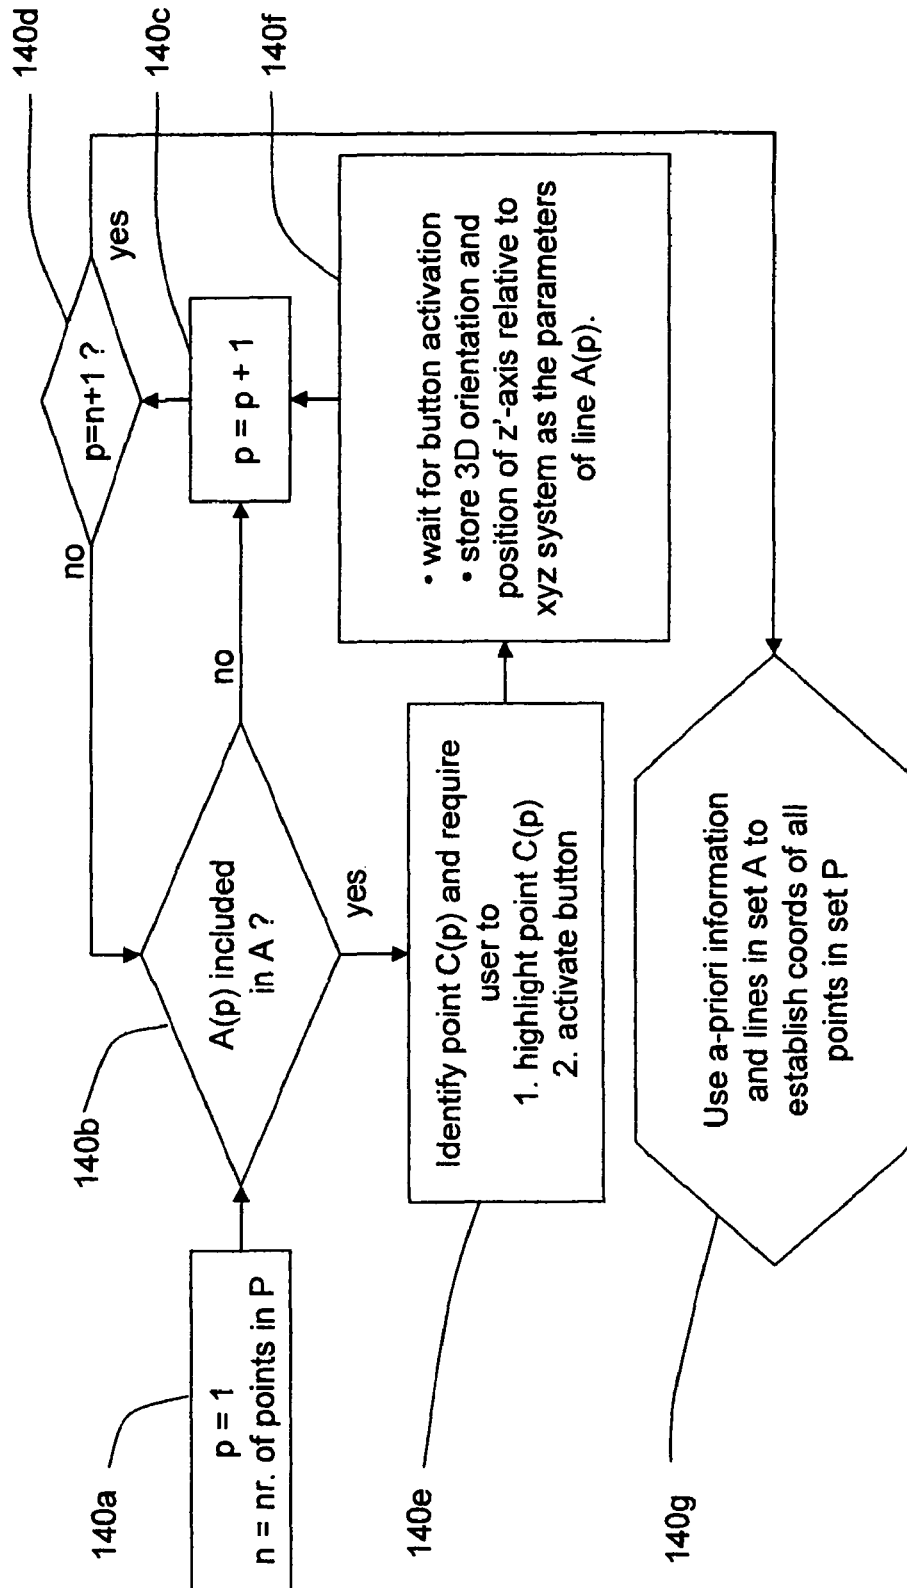 140a
p = 1
n = nr. of points in P
140b
A(p) included
in A ?
no
yes
140c
p = p + 1
140d
p=n+1 ?
no
yes
140e
Identify point C(p) and require
user to
1. highlight point C(p)
2. activate button
140f
• wait for button activation
• store 3D orientation and
position of z'-axis relative to
xyz system as the parameters
of line A(p).
140g
Use a-priori information
and lines in set A to
establish coords of all
points in set P